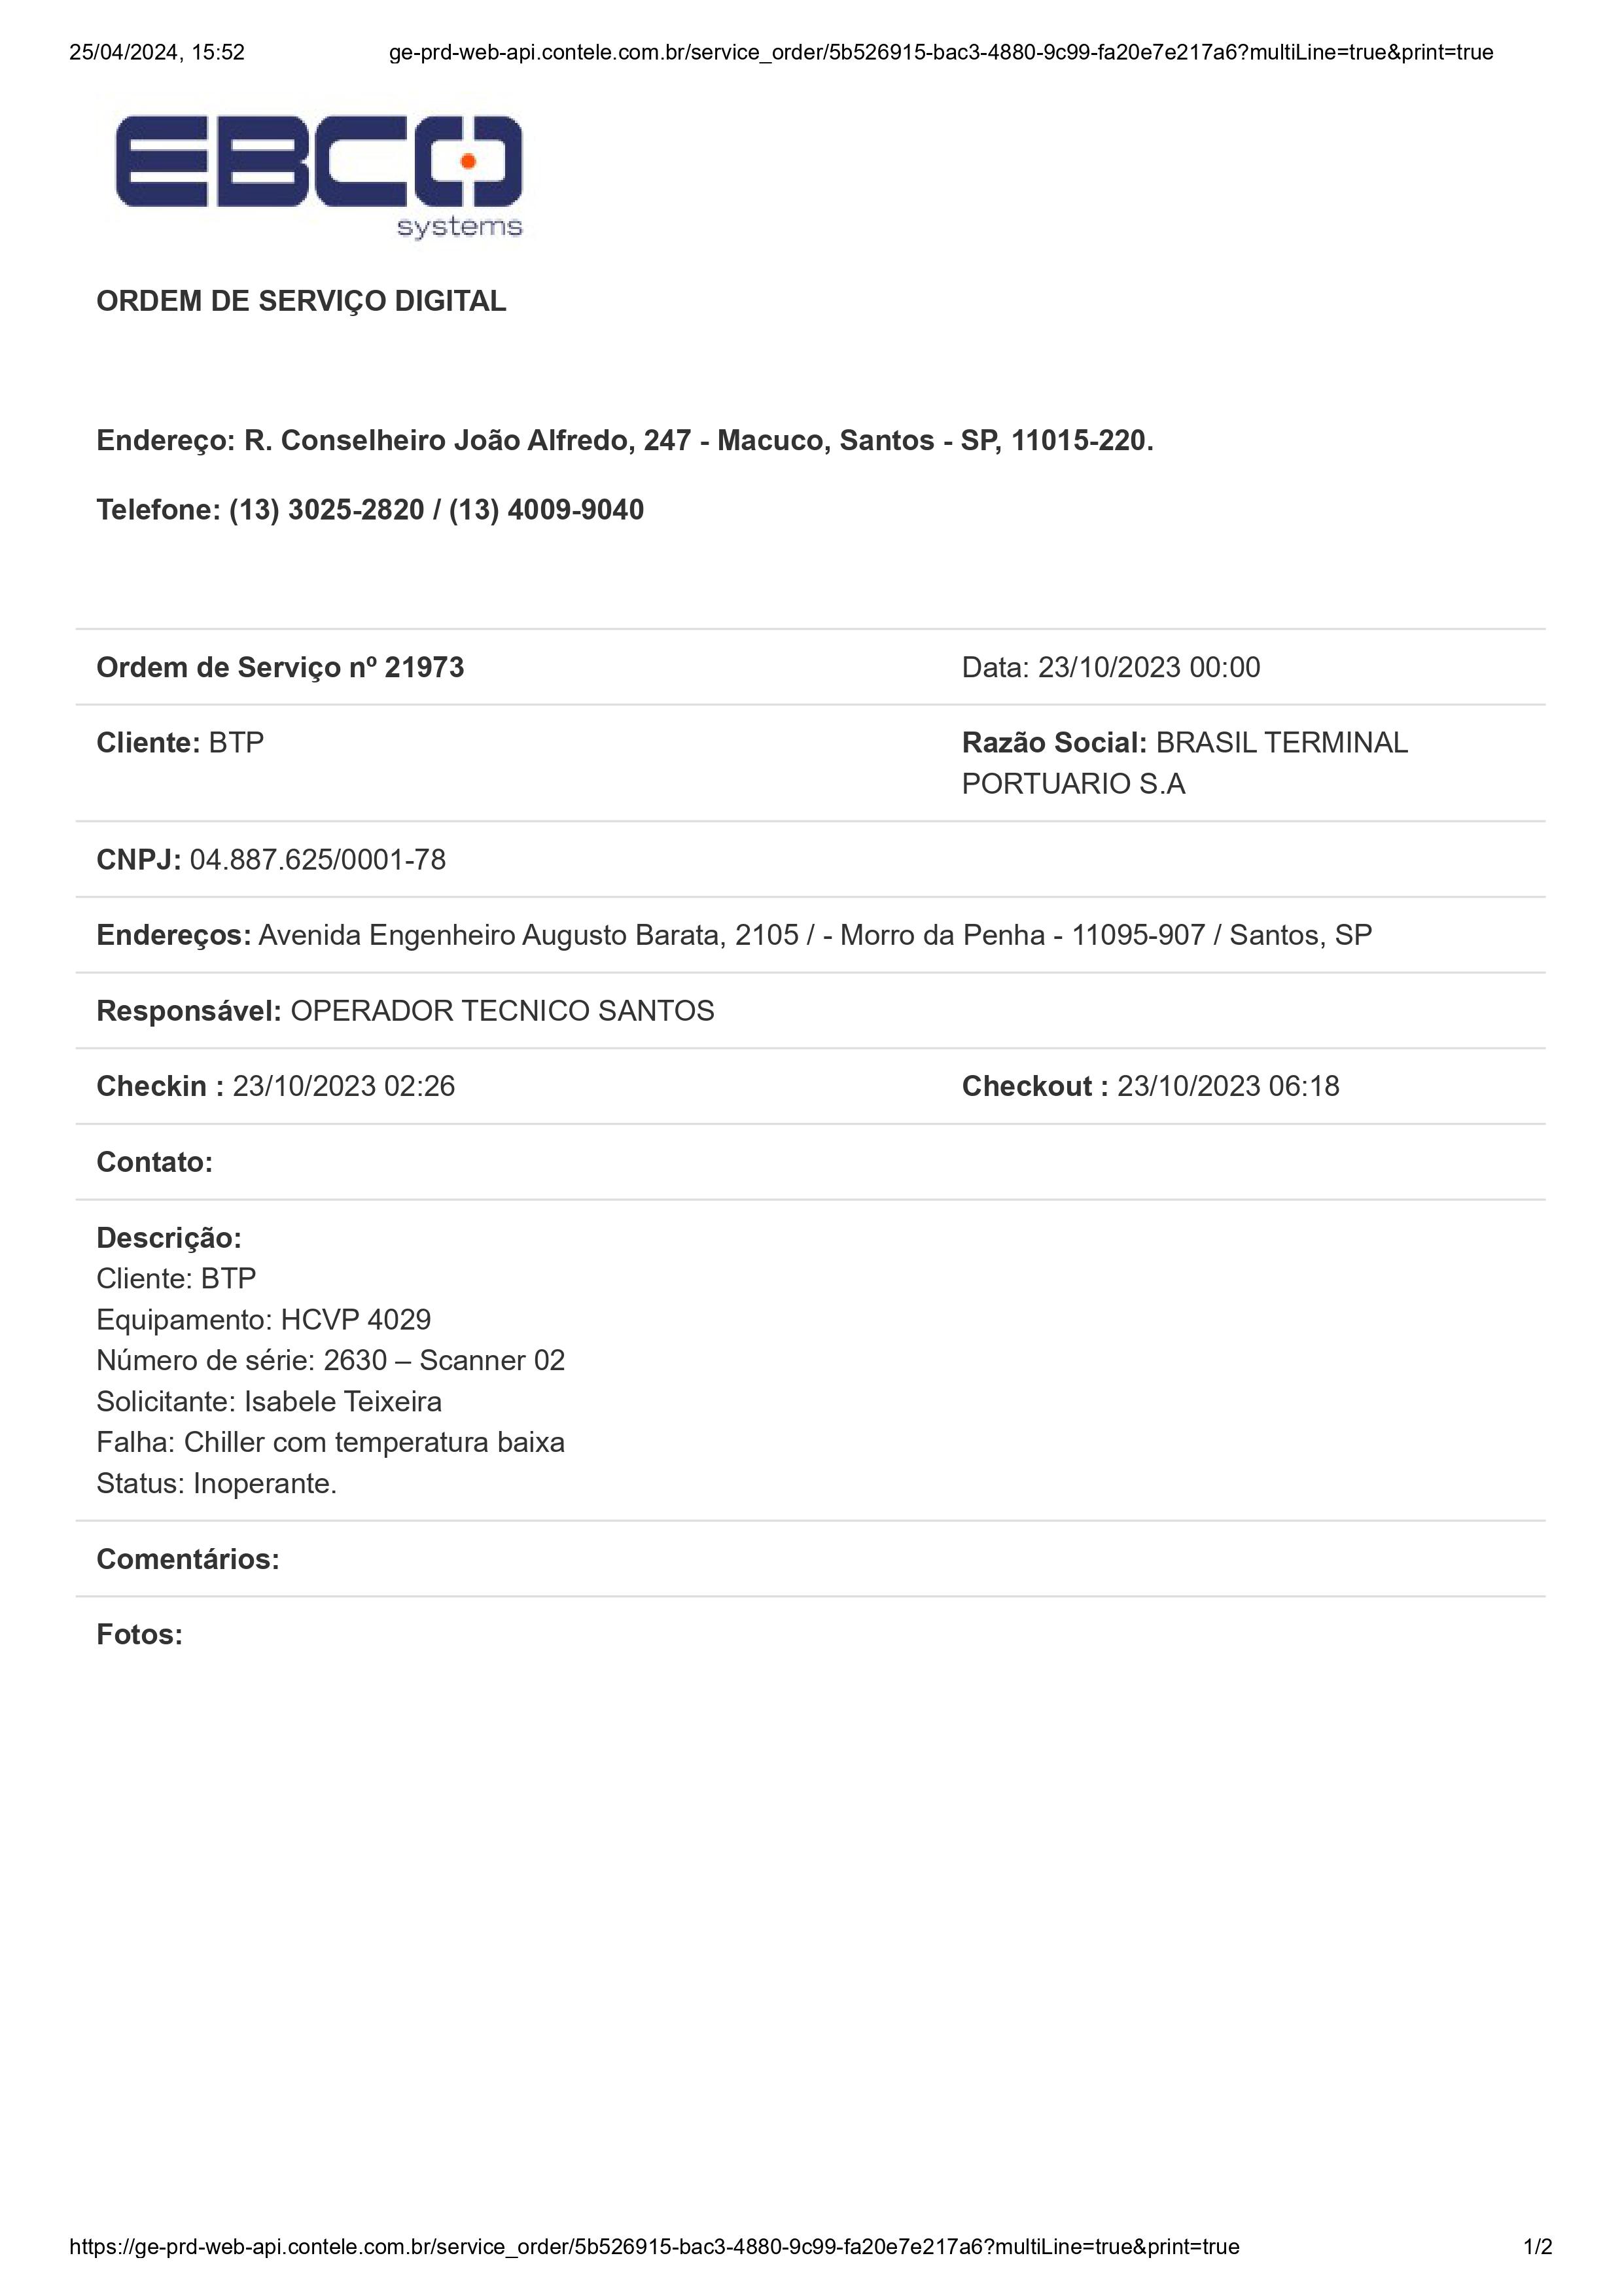 25/04/2024, 15:52
ge-prd-web-api.contele.com.br/service_order/5b526915-bac3-4880-9c99-fa20e7e217a6?multiLine=true&print=true
EBCO
systems
ORDEM DE SERVIÇO DIGITAL
Endereço: R. Conselheiro João Alfredo, 247 - Macuco, Santos - SP, 11015-220.
Telefone: (13) 3025-2820 / (13) 4009-9040
Ordem de Serviço nº 21973
Data: 23/10/2023 00:00
Cliente: BTP
Razão Social: BRASIL TERMINAL
PORTUARIO S.A
CNPJ: 04.887.625/0001-78
Endereços: Avenida Engenheiro Augusto Barata, 2105 / - Morro da Penha - 11095-907 / Santos, SP
Responsável: OPERADOR TECNICO SANTOS
Checkin : 23/10/2023 02:26
Checkout : 23/10/2023 06:18
Contato:
Descrição:
Cliente: BTP
Equipamento: HCVP 4029
Número de série: 2630 – Scanner 02
Solicitante: Isabele Teixeira
Falha: Chiller com temperatura baixa
Status: Inoperante.
Comentários:
Fotos:
https://ge-prd-web-api.contele.com.br/service_order/5b526915-bac3-4880-9c99-fa20e7e217a6?multiLine=true&print=true
1/2